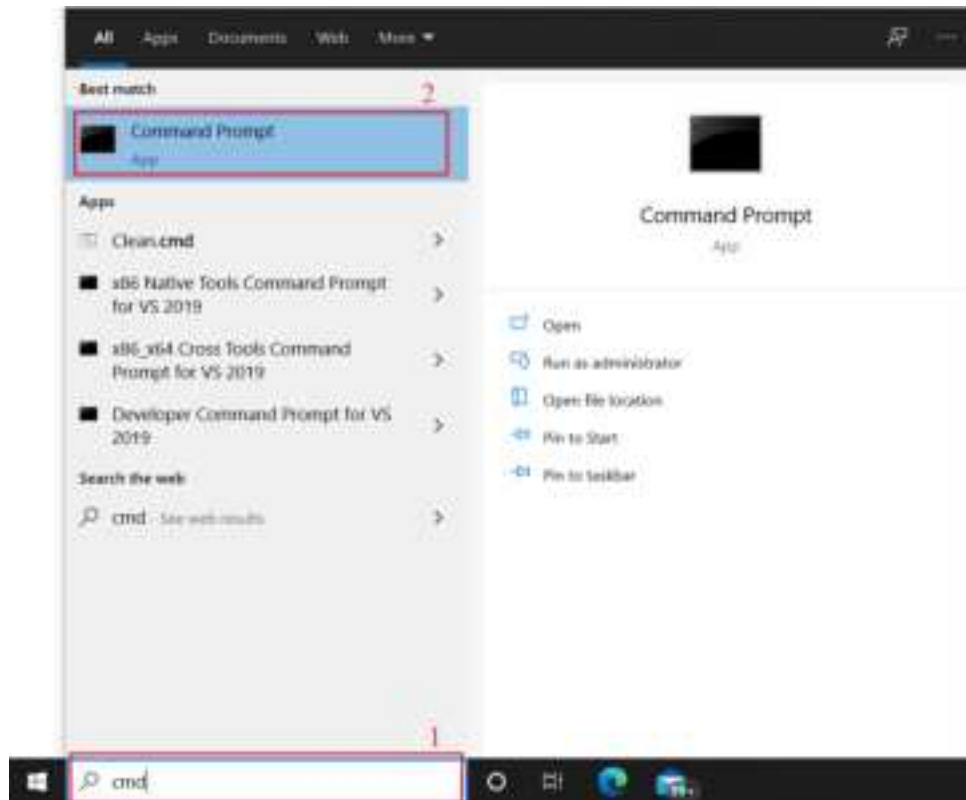 All Apps Documents Web More
Best match
2
Command Prompt
App
Apps
Clean.cmd
x86 Native Tools Command Prompt
for VS 2019
x86_x64 Cross Tools Command
Prompt for VS 2019
Developer Command Prompt for VS
2019
Search the web
cmd - See web results
1
cmd
Command Prompt
App
Open
Run as administrator
Open file location
Pin to Start
Pin to taskbar